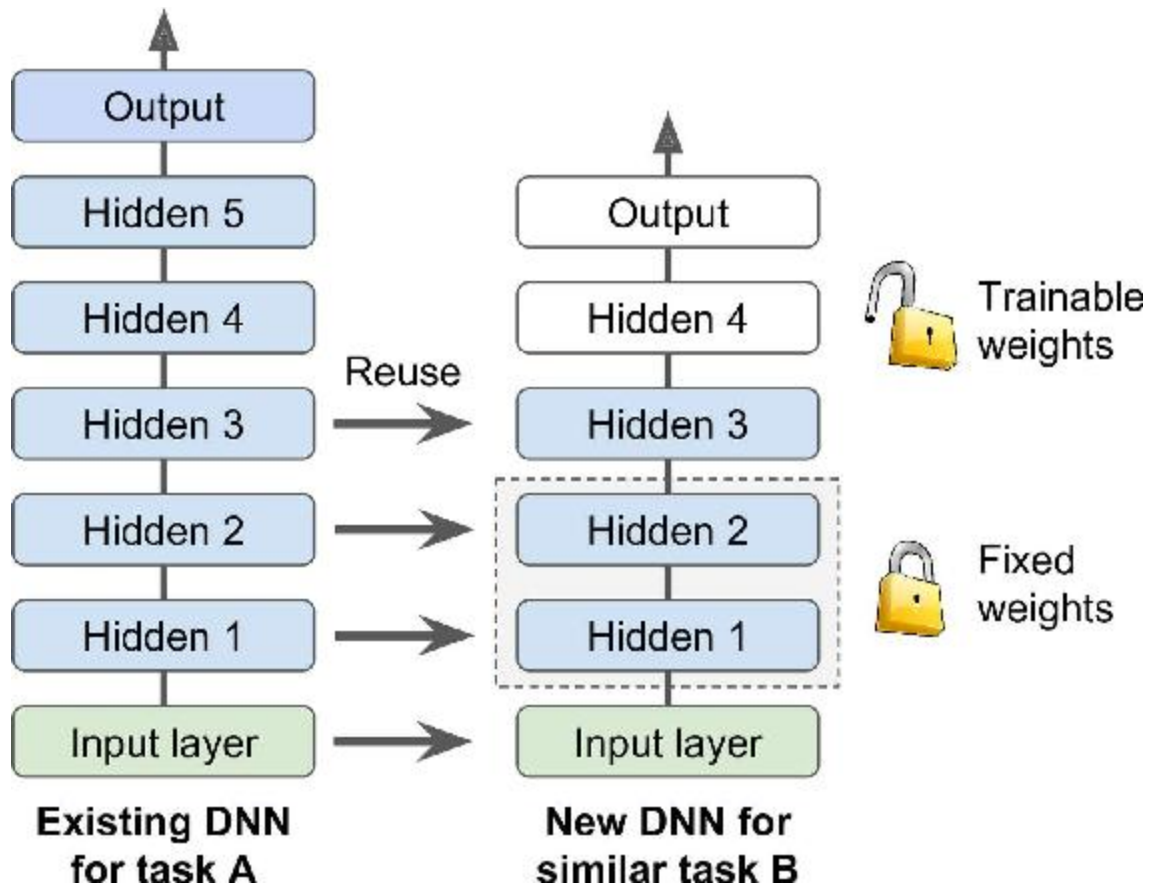 Output
Hidden 5
Hidden 4
Hidden 3
Hidden 2
Hidden 1
Input layer
Existing DNN
for task A
Reuse
Output
Hidden 4
Hidden 3
Hidden 2
Hidden 1
Input layer
New DNN for
similar task B
Trainable
weights
Fixed
weights